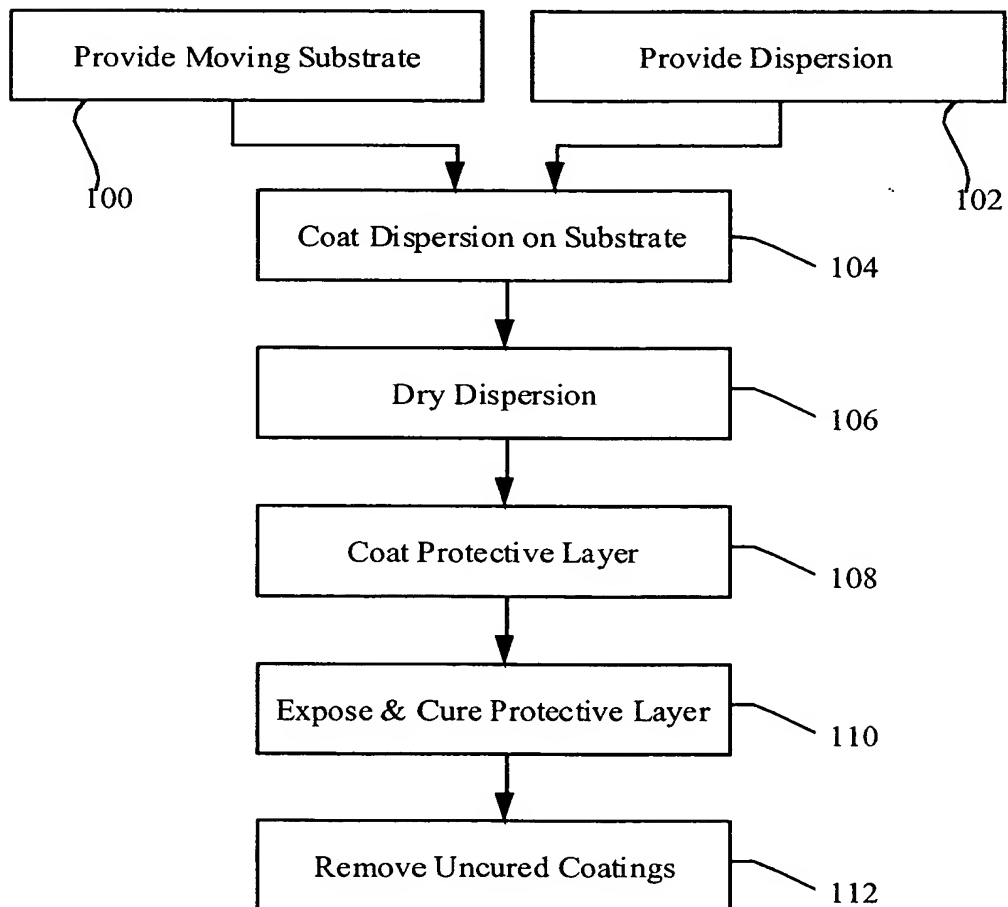 Provide Moving Substrate
Provide Dispersion
100
102
Coat Dispersion on Substrate
104
Dry Dispersion
106
Coat Protective Layer
108
Expose & Cure Protective Layer
110
Remove Uncured Coatings
112